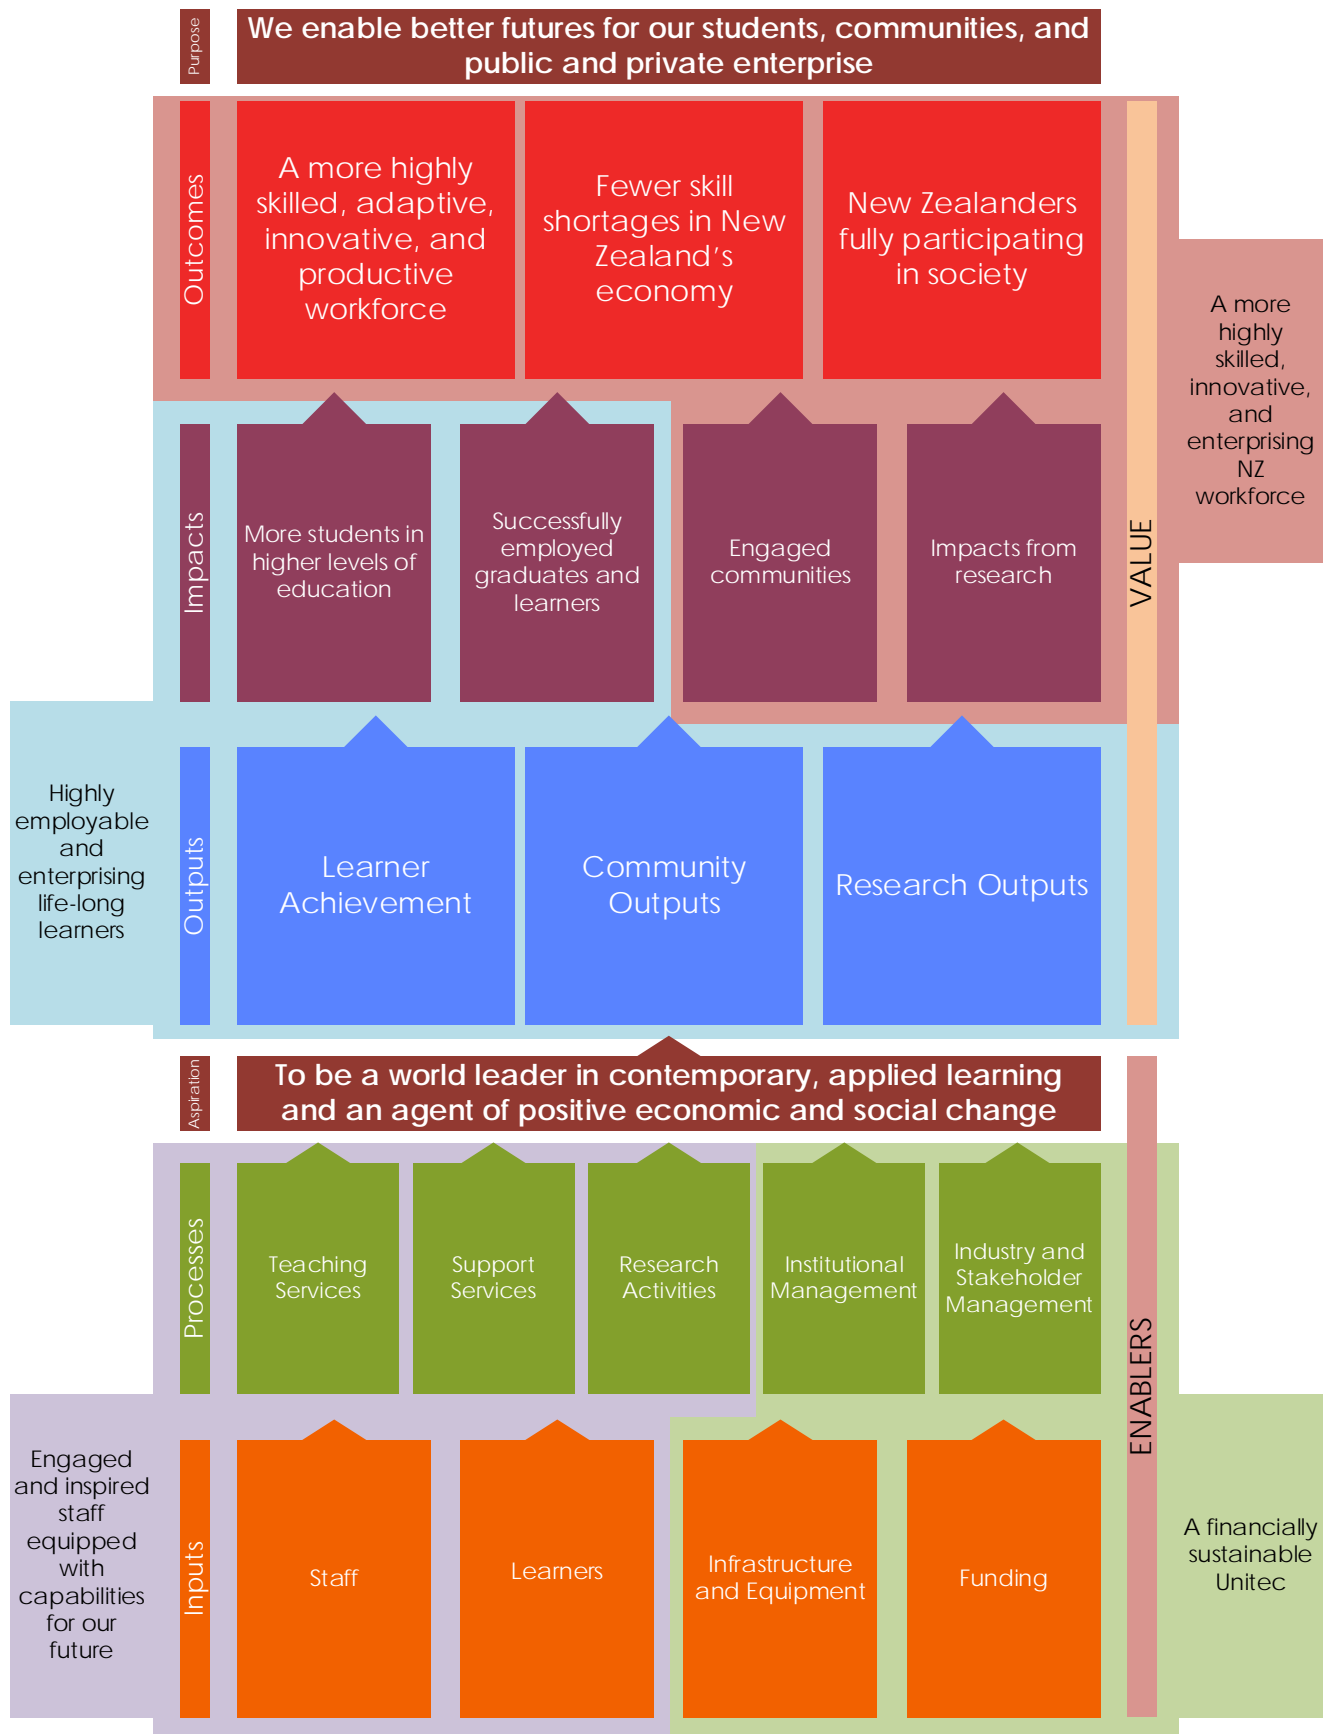 Purpose
We enable better futures for our students, communities, and
public and private enterprise
Outcomes
A more highly
skilled, adaptive,
innovative, and
productive
workforce
Fewer skill
shortages in New
Zealand’s
economy
New Zealanders
fully participating
in society
A more
highly
skilled,
innovative,
and
enterprising
NZ
workforce
VALUE
Impacts
More students in
higher levels of
education
Successfully
employed
graduates and
learners
Engaged
communities
Impacts from
research
Highly
employable
and
enterprising
life-long
learners
Outputs
Learner
Achievement
Community
Outputs
Research Outputs
Aspiration
To be a world leader in contemporary, applied learning
and an agent of positive economic and social change
Processes
Teaching
Services
Support
Services
Research
Activities
Institutional
Management
Industry and
Stakeholder
Management
ENABLERS
Engaged
and inspired
staff
equipped
with
capabilities
for our
future
Inputs
Staff
Learners
Infrastructure
and Equipment
Funding
A financially
sustainable
Unitec